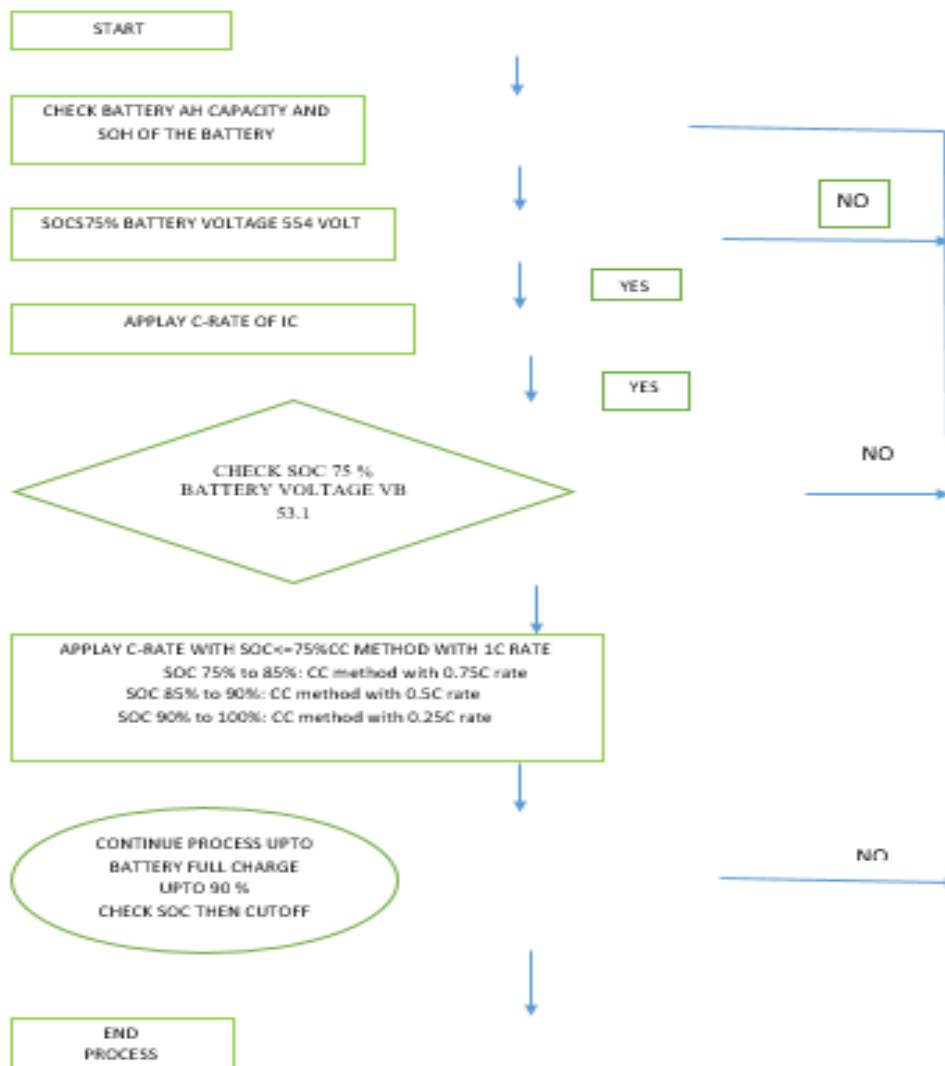 START
CHECK BATTERY AH CAPACITY AND
SOH OF THE BATTERY
NO
SOC575% BATTERY VOLTAGE 554 VOLT
YES
APPLAY C-RATE OF IC
YES
NO
CHECK SOC 75 %
BATTERY VOLTAGE VB
53.1
APPLAY C-RATE WITH SOC<=75%CC METHOD WITH 1C RATE
SOC 75% to 85%: CC method with 0.75C rate
SOC 85% to 90%: CC method with 0.5C rate
SOC 90% to 100%: CC method with 0.25C rate
CONTINUE PROCESS UPTO
BATTERY FULL CHARGE
UPTO 90 %
CHECK SOC THEN CUTOFF
NO
END
PROCESS